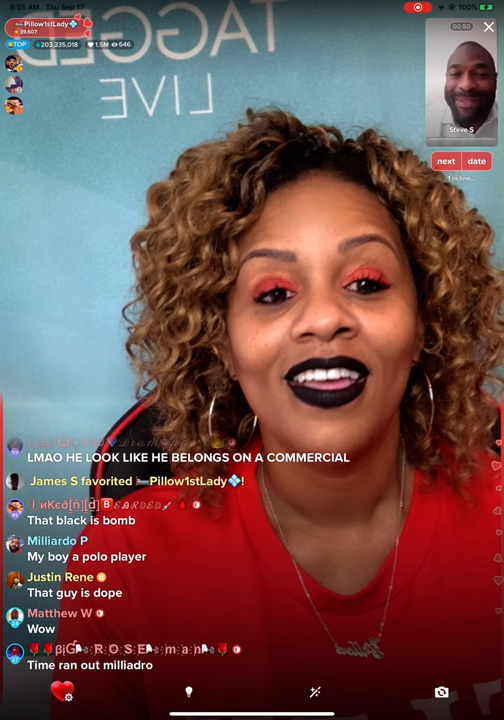 9:55 AM Thu Sep 17
100%
Pillow1stLady
39,607
TOP
203,335,018
1.5M
646
TAGGED
LIVE
00:50
Steve S
next
date
1 in line...
LMAO HE LOOK LIKE HE BELONGS ON A COMMERCIAL
James S favorited 🛏Pillow1stLady💠!
That black is bomb
Milliardo P
My boy a polo player
Justin Rene
That guy is dope
Matthew W
Wow
Time ran out milliadro